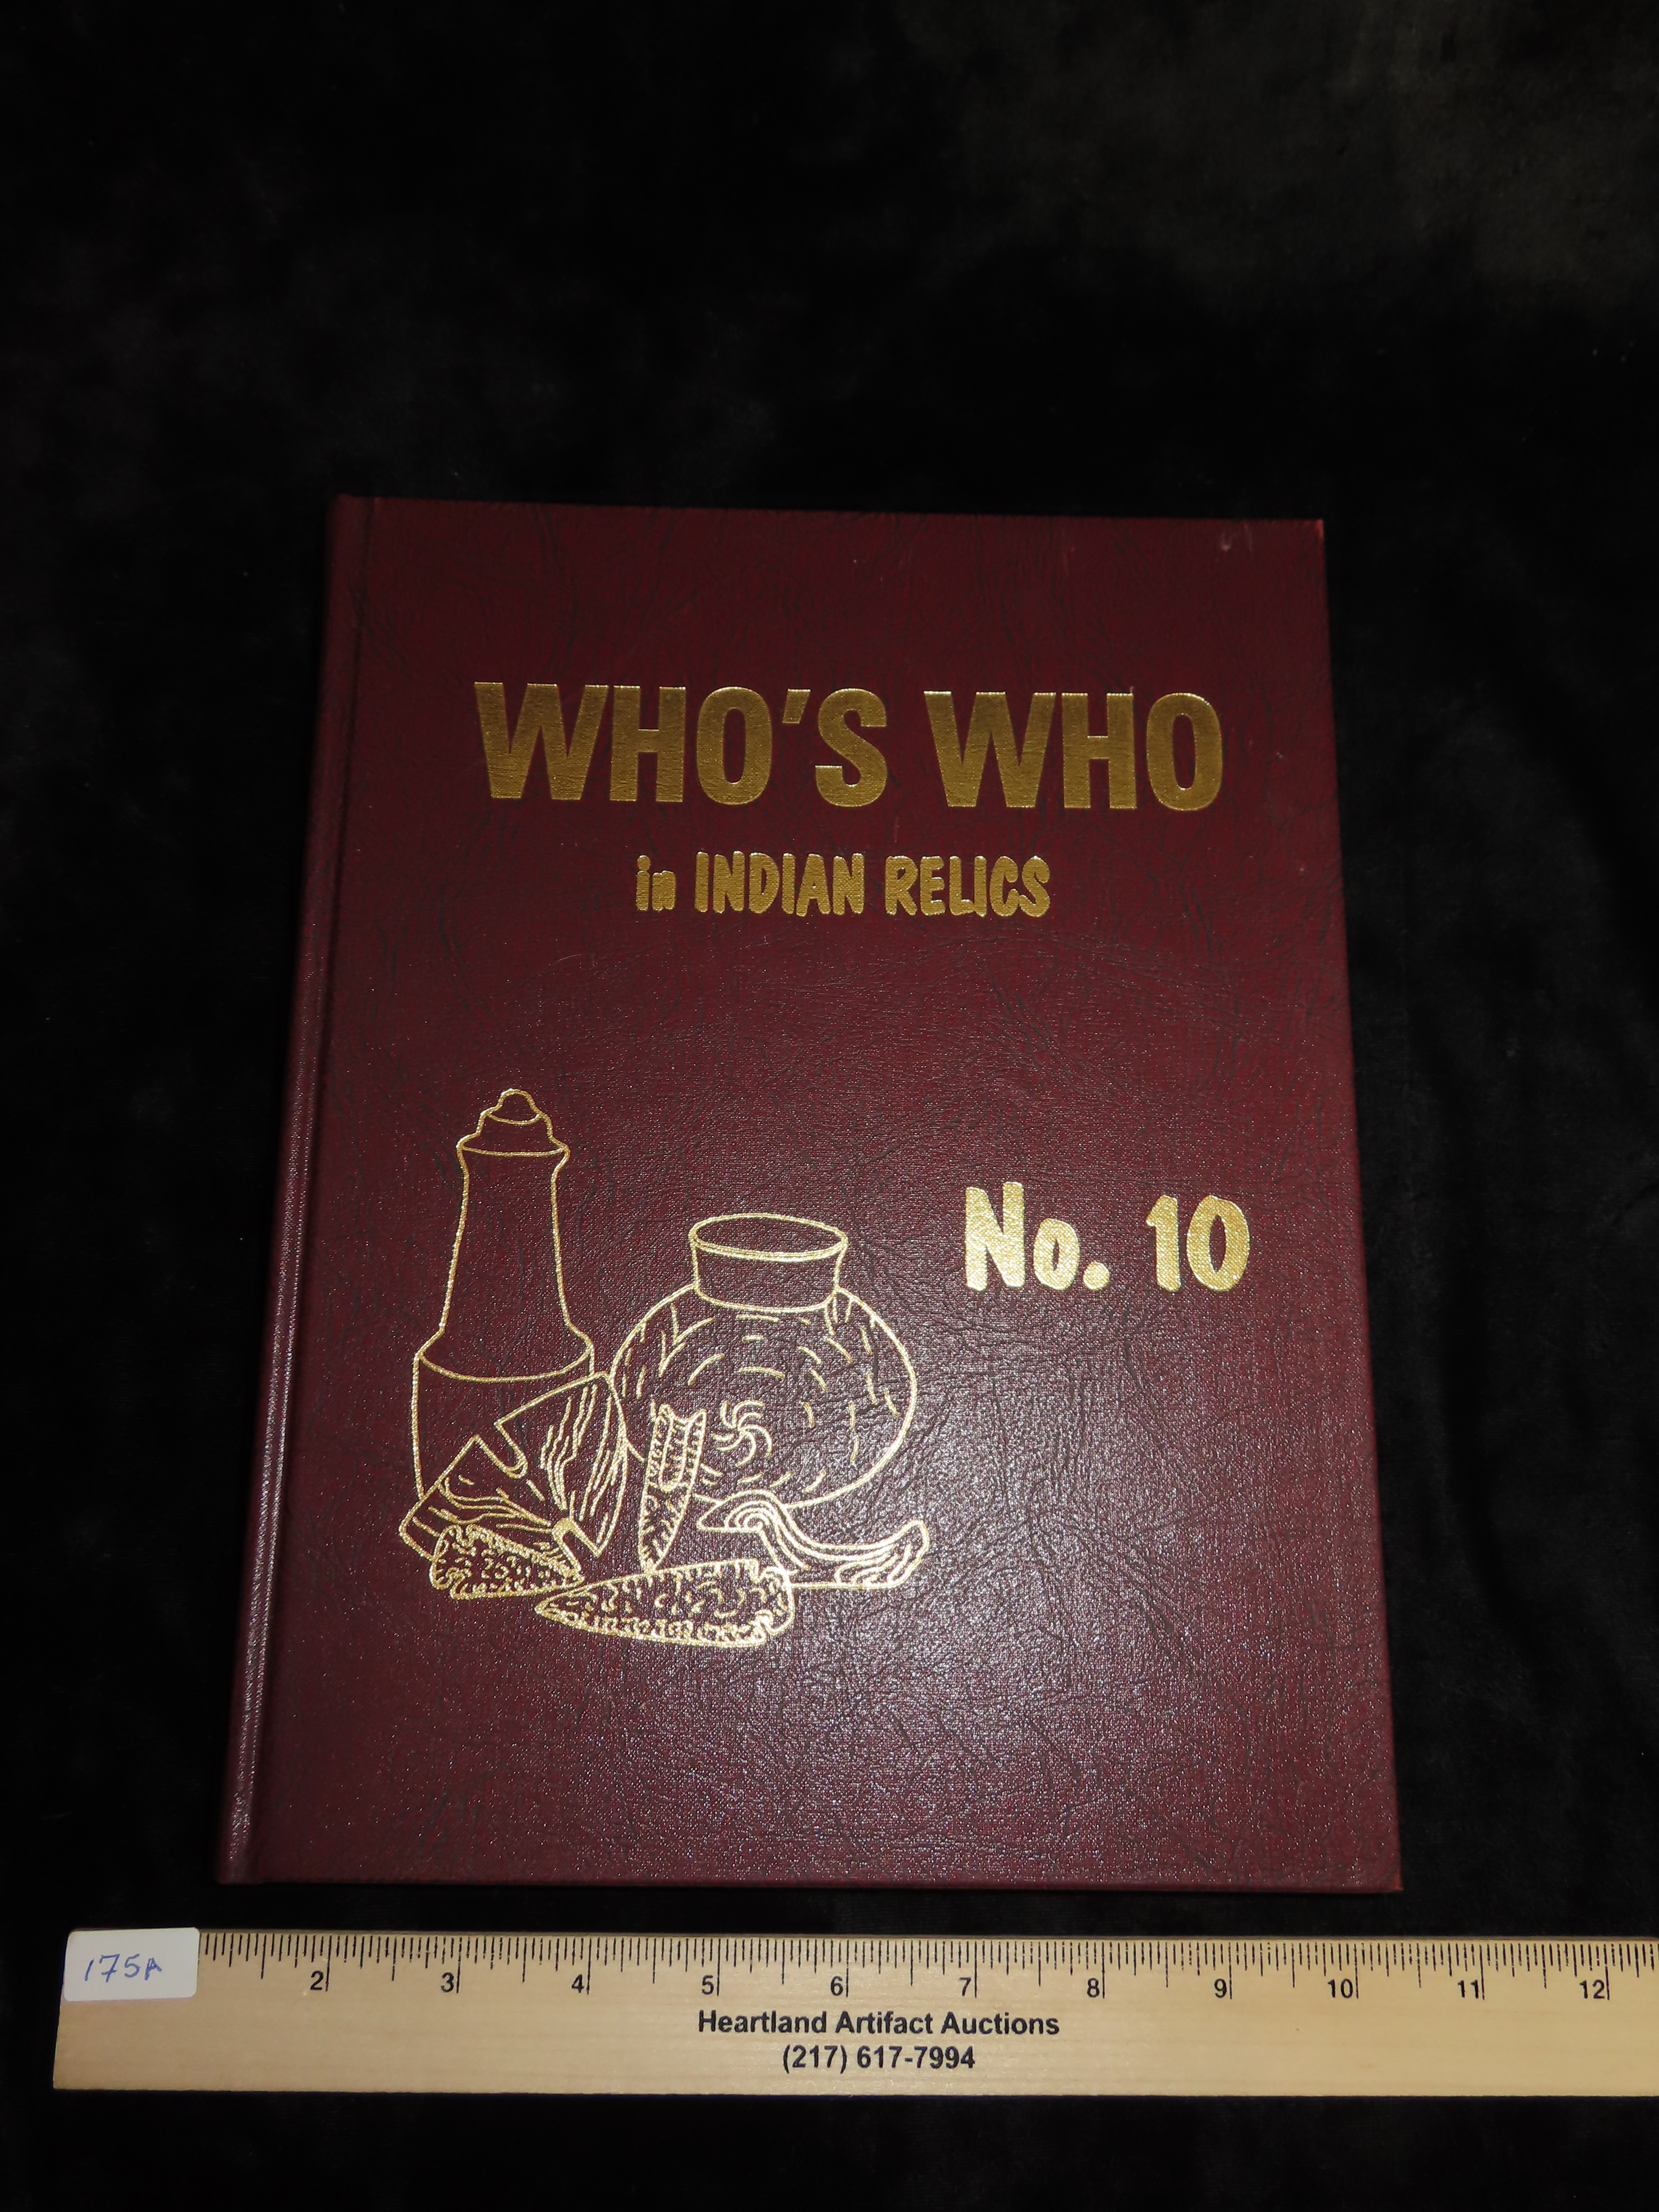 WHO'S WHO
in INDIAN RELICS
No. 10
175A
2 3 4 5 6 7 8 9 10 11 12
Heartland Artifact Auctions
(217) 617-7994